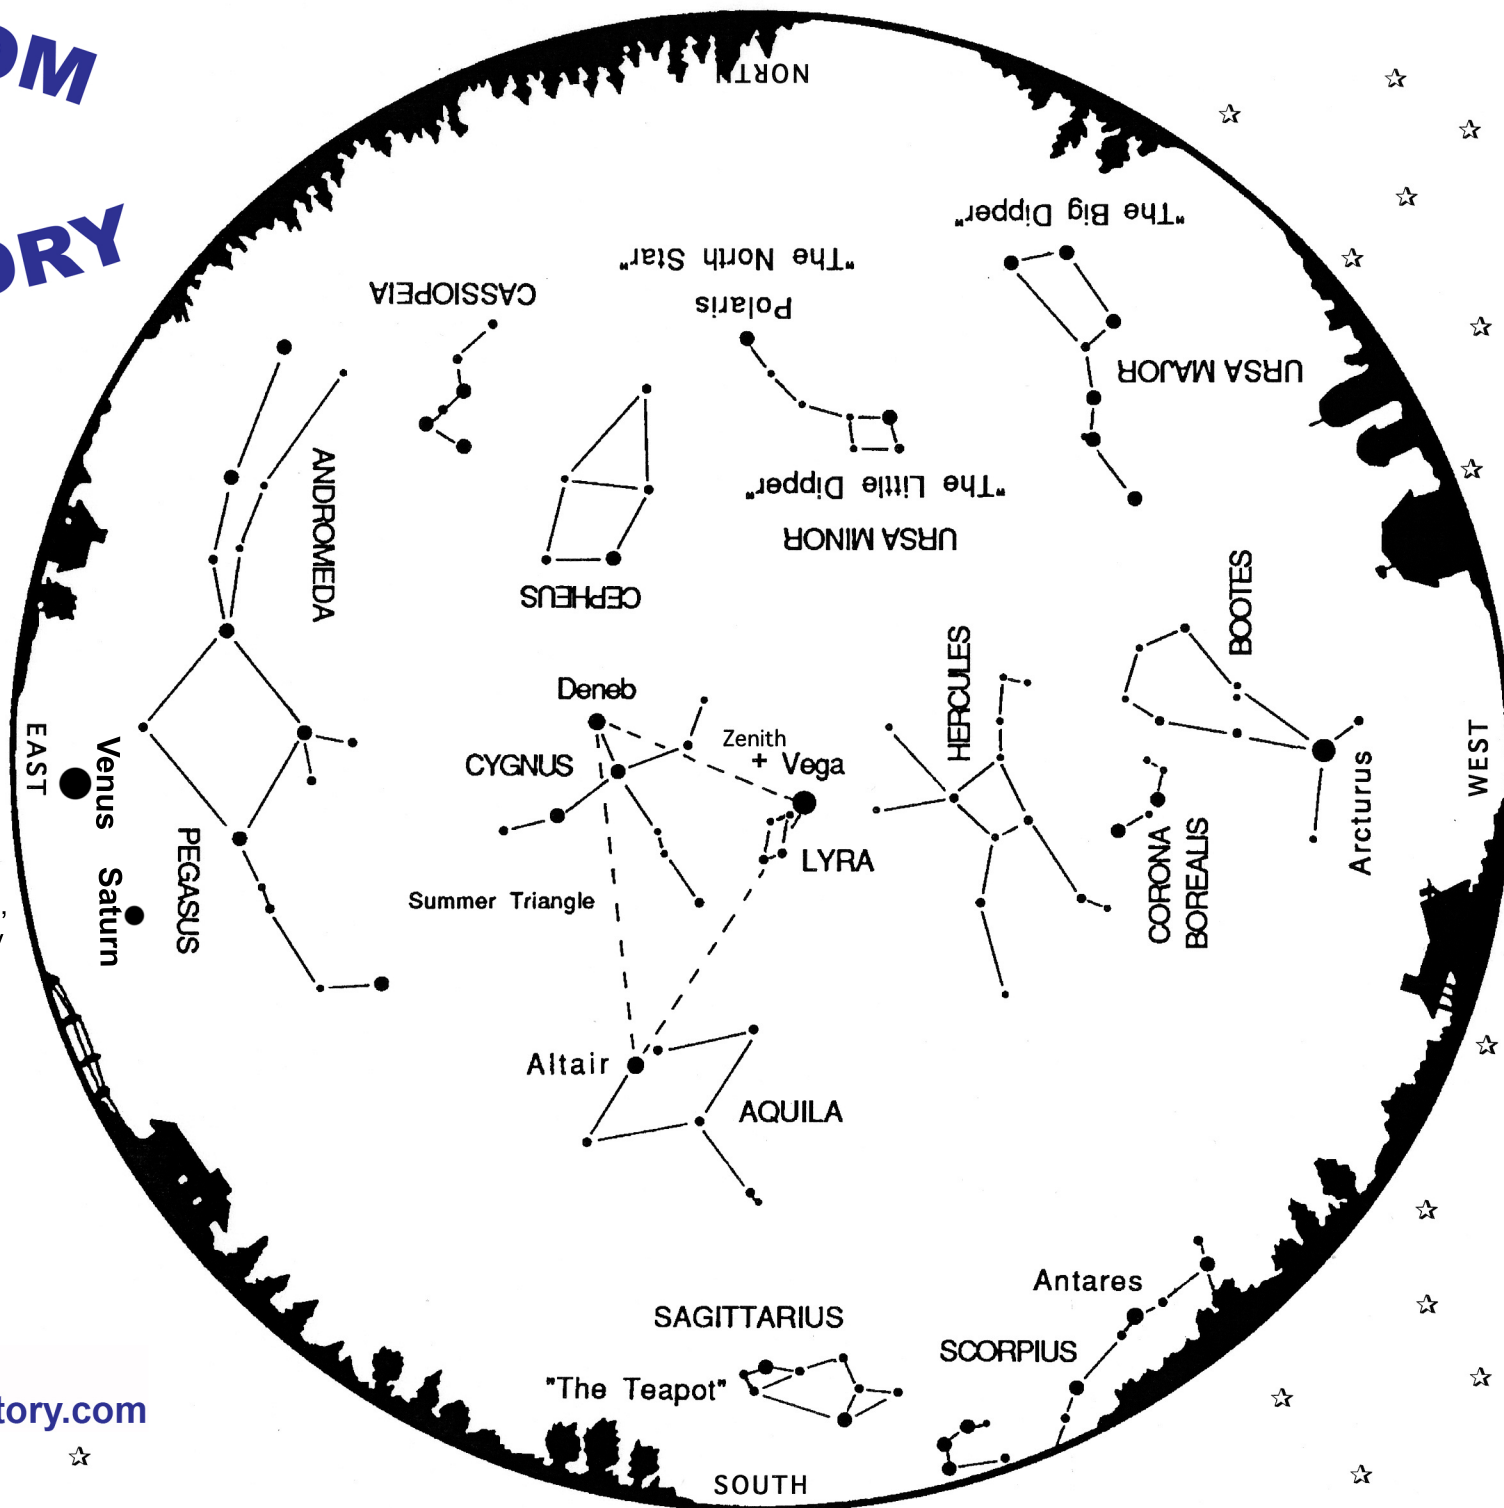 OM
ORY
NORTH
"The Big Dipper"
"The North Star"
Polaris
CASSIOPEIA
URSA MAJOR
ANDROMEDA
"The Little Dipper"
URSA MINOR
CEPHEUS
BOOTES
HERCULES
Deneb
Zenith
+ Vega
CYGNUS
EAST
Venus
WEST
Arcturus
PEGASUS
Saturn
LYRA
CORONA
BOREALIS
Summer Triangle
Altair
AQUILA
Antares
SAGITTARIUS
SCORPIUS
"The Teapot"
tory.com
SOUTH